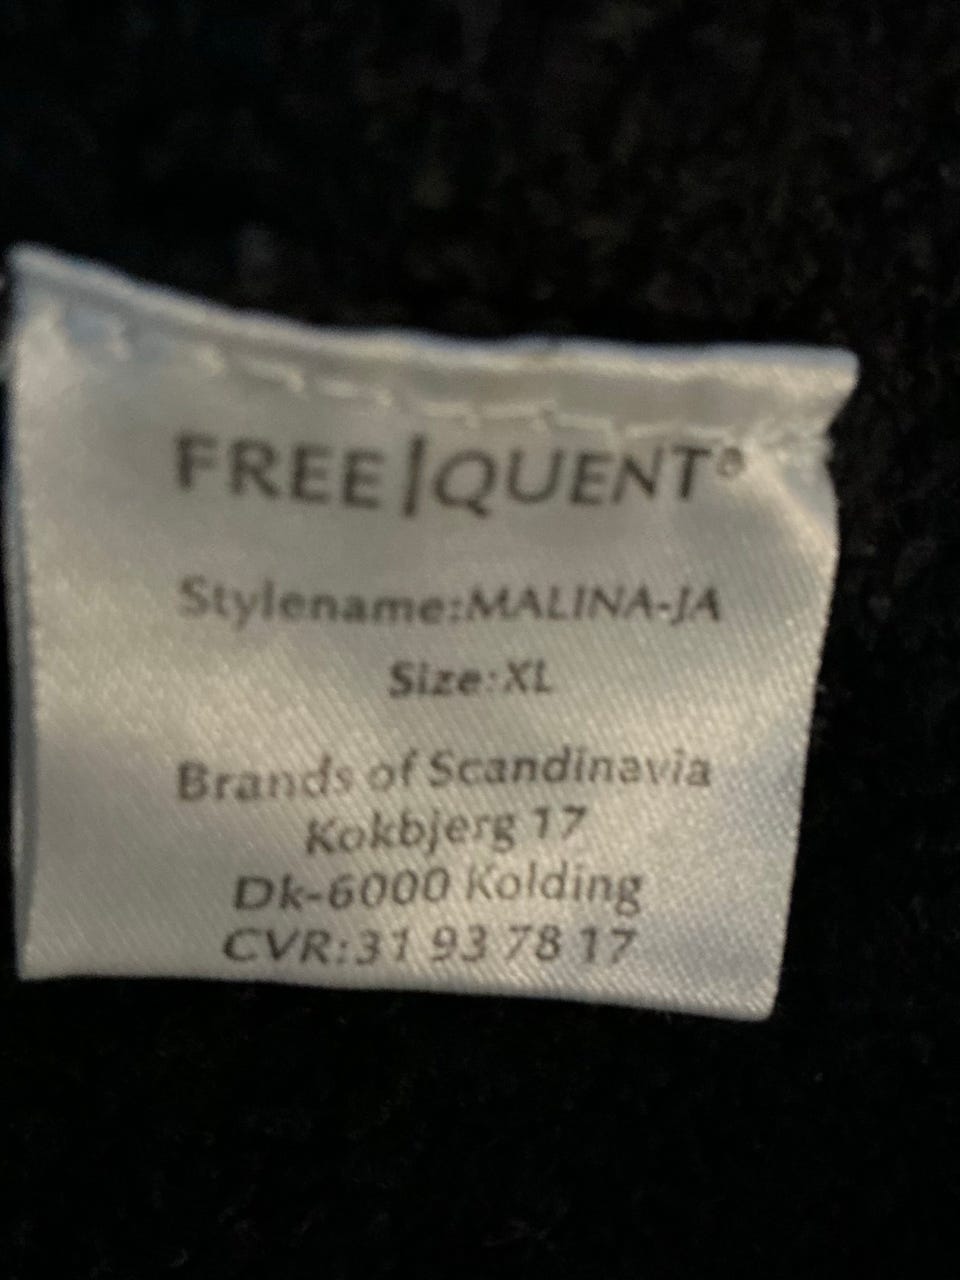 FREE|QUENT®
Stylename:MALINA-JA
Size:XL
Brands of Scandinavia
Kokbjerg 17
Dk-6000 Kolding
CVR:31 93 78 17